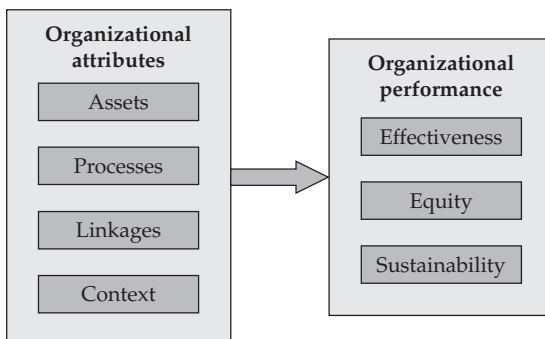 Organizational
attributes
Assets
Processes
Linkages
Context
Organizational
performance
Effectiveness
Equity
Sustainability